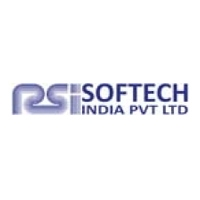 rsi SOFTECH
INDIA PVT LTD